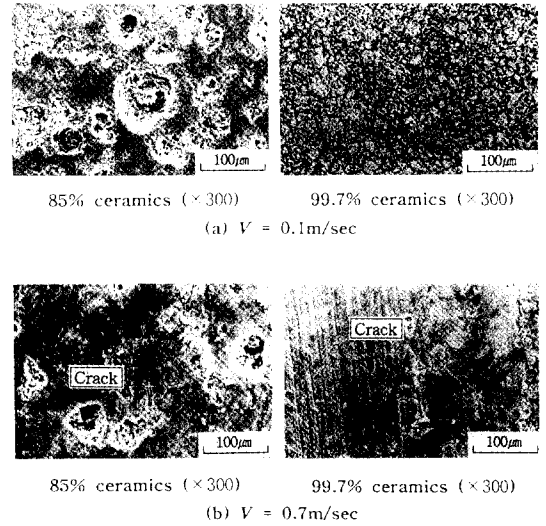 100㎛ 100㎛
85% ceramics (×300) 99.7% ceramics (×300)
(a) V = 0.1m/sec
Crack Crack
100㎛ 100㎛
85% ceramics (×300) 99.7% ceramics (×300)
(b) V = 0.7m/sec